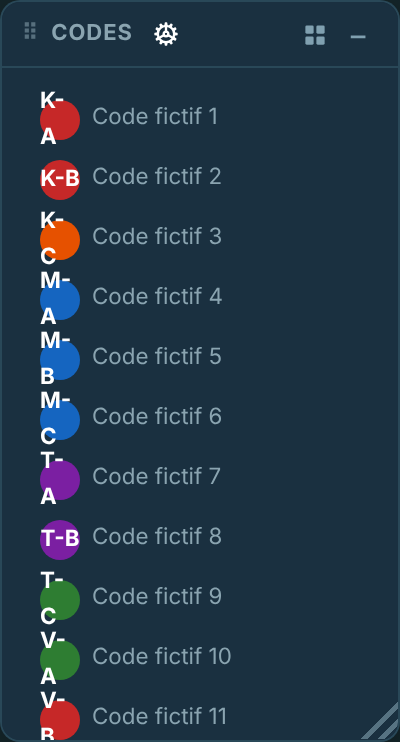 CODES
K-
A
Code fictif 1
K-B
Code fictif 2
K-
C
Code fictif 3
M-
A
Code fictif 4
M-
B
Code fictif 5
M-
C
Code fictif 6
T-
A
Code fictif 7
T-B
Code fictif 8
T-
C
Code fictif 9
V-
A
Code fictif 10
V-
B
Code fictif 11